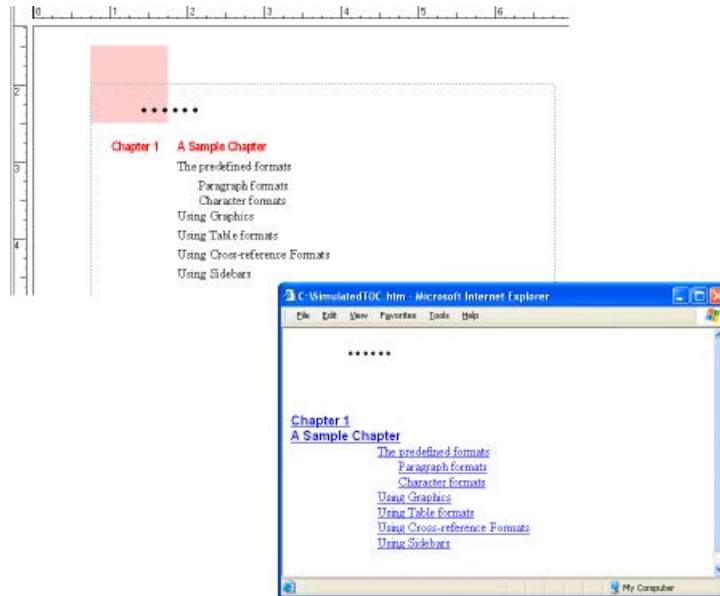 0 1 2 3 4 5 6
2
Chapter 1 A Sample Chapter
The predefined formats
3
Paragraph formats
Character formats
Using Graphics
Using Table formats
4
Using Cross-reference Formats
Using Sidebars
C:\SimulatedTOC.htm - Microsoft Internet Explorer
File Edit View Favorites Tools Help
Chapter 1
A Sample Chapter
The predefined formats
Paragraph formats
Character formats
Using Graphics
Using Table formats
Using Cross-reference Formats
Using Sidebars
My Computer